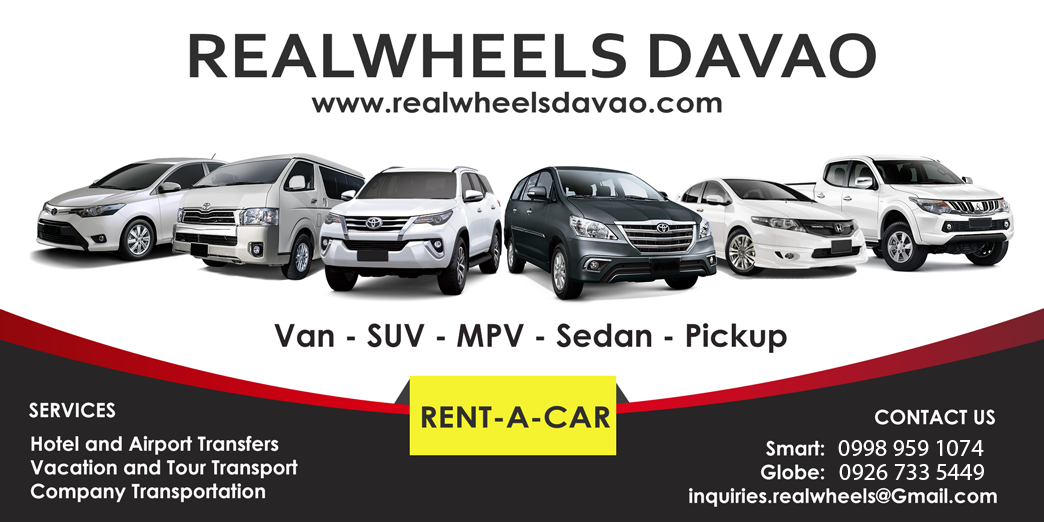 REALWHEELS DAVAO
www.realwheelsdavao.com
Van - SUV - MPV - Sedan - Pickup
RENT-A-CAR
SERVICES
Hotel and Airport Transfers
Vacation and Tour Transport
Company Transportation
CONTACT US
Smart: 0998 959 1074
Globe: 0926 733 5449
inquiries.realwheels@Gmail.com